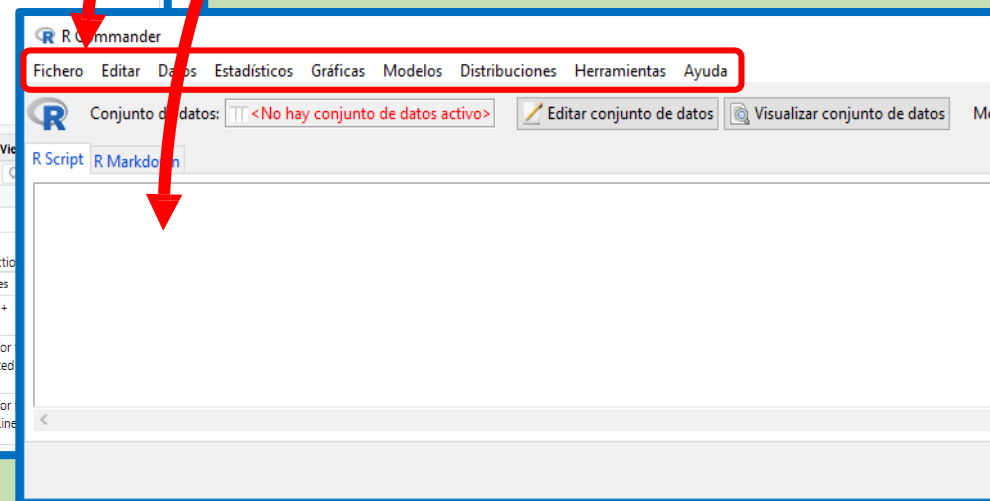 R Commander
Fichero Editar Datos Estadísticos Gráficas Modelos Distribuciones Herramientas Ayuda
Conjunto de datos: <No hay conjunto de datos activo> Editar conjunto de datos Visualizar conjunto de datos
R Script R Markdown